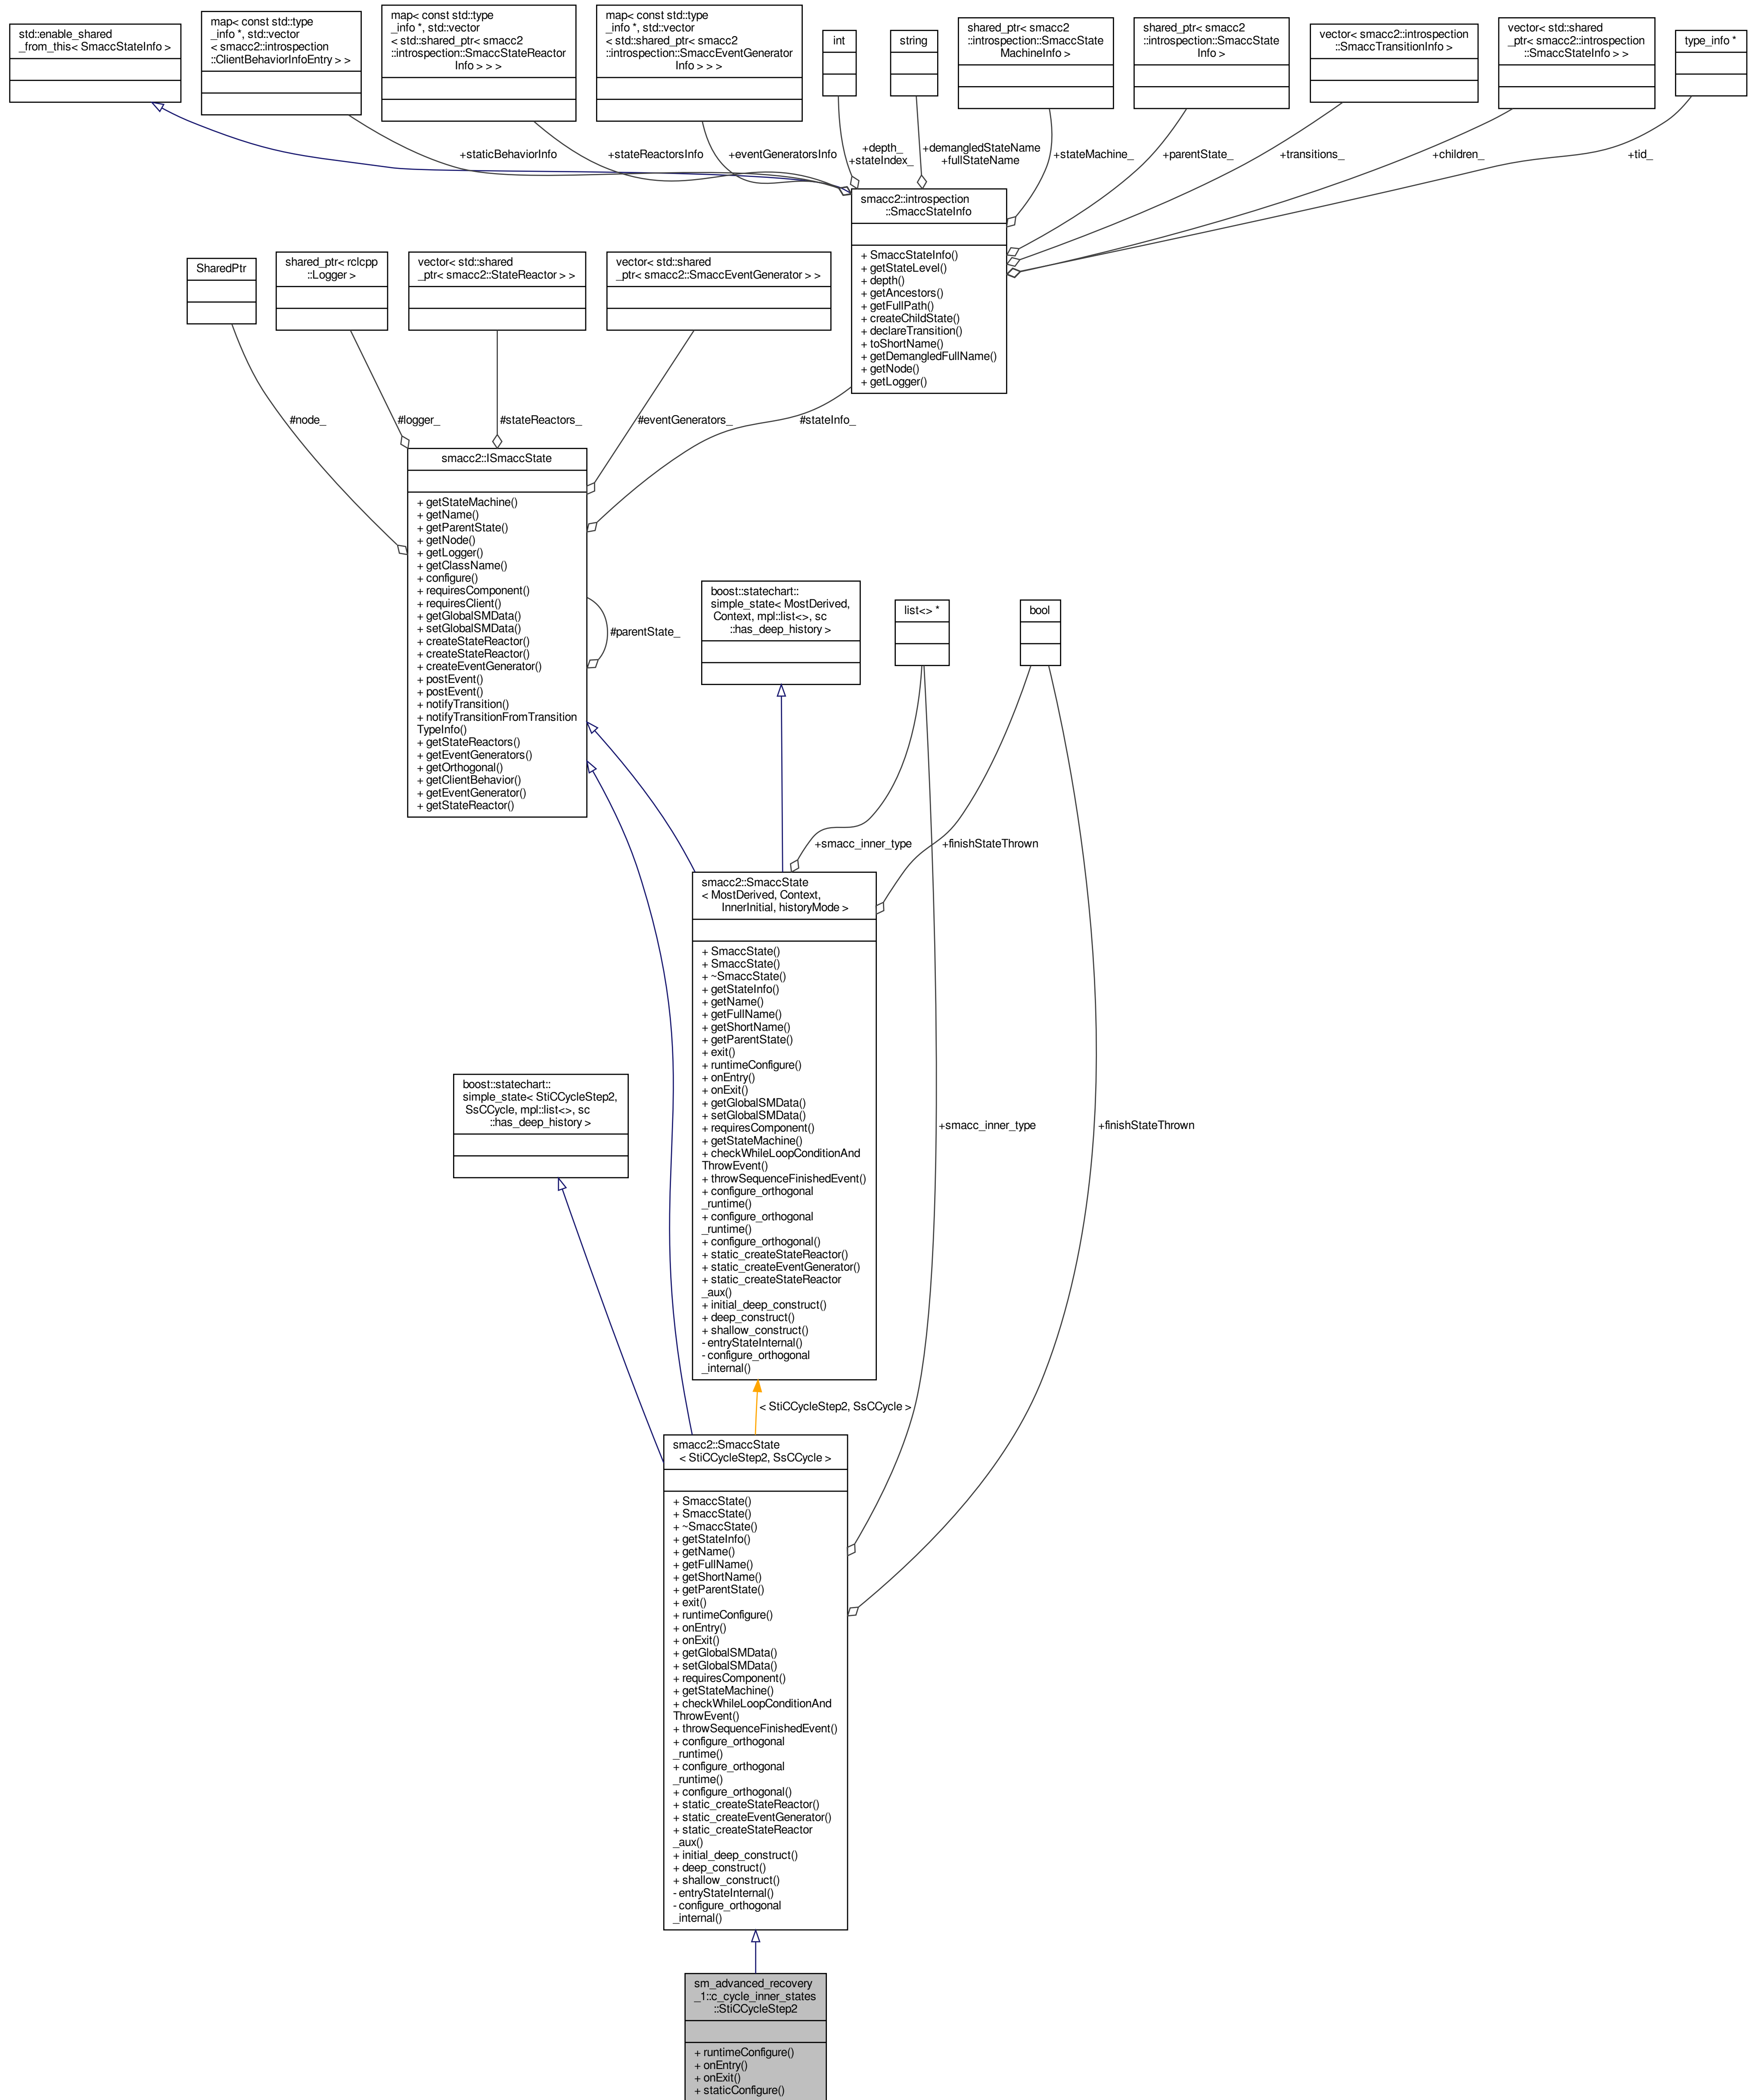 std::enable_shared
_from_this< SmaccStateInfo >
map< const std::type
_info *, std::vector
< smacc2::introspection
::ClientBehaviorInfoEntry > >
map< const std::type
_info *, std::vector
< std::shared_ptr< smacc2
::introspection::SmaccStateReactor
Info > > >
map< const std::type
_info *, std::vector
< std::shared_ptr< smacc2
::introspection::SmaccEventGenerator
Info > > >
int
string
shared_ptr< smacc2
::introspection::SmaccState
MachineInfo >
shared_ptr< smacc2
::introspection::SmaccState
Info >
vector< smacc2::introspection
::SmaccTransitionInfo >
vector< std::shared
_ptr< smacc2::introspection
::SmaccStateInfo > >
type_info *
+staticBehaviorInfo
+stateReactorsInfo
+eventGeneratorsInfo
+depth_
+stateIndex_
+demangledStateName
+fullStateName
+stateMachine_
+parentState_
+transitions_
+children_
+tid_
smacc2::introspection
::SmaccStateInfo
+ SmaccStateInfo()
+ getStateLevel()
+ depth()
+ getAncestors()
+ getFullPath()
+ createChildState()
+ declareTransition()
+ toShortName()
+ getDemangledFullName()
+ getNode()
+ getLogger()
SharedPtr
shared_ptr< rclcpp
::Logger >
vector< std::shared
_ptr< smacc2::StateReactor > >
vector< std::shared
_ptr< smacc2::SmaccEventGenerator > >
#node_
#logger_
#stateReactors_
#eventGenerators_
#stateInfo_
smacc2::ISmaccState
+ getStateMachine()
+ getName()
+ getParentState()
+ getNode()
+ getLogger()
+ getClassName()
+ configure()
+ requiresComponent()
+ requiresClient()
+ getGlobalSMData()
+ setGlobalSMData()
+ createStateReactor()
+ createStateReactor()
+ createEventGenerator()
+ postEvent()
+ postEvent()
+ notifyTransition()
+ notifyTransitionFromTransition
TypeInfo()
+ getStateReactors()
+ getEventGenerators()
+ getOrthogonal()
+ getClientBehavior()
+ getEventGenerator()
+ getStateReactor()
#parentState_
boost::statechart::
simple_state< MostDerived,
Context, mpl::list<>, sc
::has_deep_history >
list<> *
bool
+smacc_inner_type
+finishStateThrown
smacc2::SmaccState
< MostDerived, Context,
InnerInitial, historyMode >
+ SmaccState()
+ SmaccState()
+ ~SmaccState()
+ getStateInfo()
+ getName()
+ getFullName()
+ getShortName()
+ getParentState()
+ exit()
+ runtimeConfigure()
+ onEntry()
+ onExit()
+ getGlobalSMData()
+ setGlobalSMData()
+ requiresComponent()
+ getStateMachine()
+ checkWhileLoopConditionAnd
ThrowEvent()
+ throwSequenceFinishedEvent()
+ configure_orthogonal
_runtime()
+ configure_orthogonal
_runtime()
+ configure_orthogonal()
+ static_createStateReactor()
+ static_createEventGenerator()
+ static_createStateReactor
_aux()
+ initial_deep_construct()
+ deep_construct()
+ shallow_construct()
- entryStateInternal()
- configure_orthogonal
_internal()
boost::statechart::
simple_state< StiCCycleStep2,
SsCCycle, mpl::list<>, sc
::has_deep_history >
+smacc_inner_type
+finishStateThrown
< StiCCycleStep2, SsCCycle >
smacc2::SmaccState
< StiCCycleStep2, SsCCycle >
+ SmaccState()
+ SmaccState()
+ ~SmaccState()
+ getStateInfo()
+ getName()
+ getFullName()
+ getShortName()
+ getParentState()
+ exit()
+ runtimeConfigure()
+ onEntry()
+ onExit()
+ getGlobalSMData()
+ setGlobalSMData()
+ requiresComponent()
+ getStateMachine()
+ checkWhileLoopConditionAnd
ThrowEvent()
+ throwSequenceFinishedEvent()
+ configure_orthogonal
_runtime()
+ configure_orthogonal
_runtime()
+ configure_orthogonal()
+ static_createStateReactor()
+ static_createEventGenerator()
+ static_createStateReactor
_aux()
+ initial_deep_construct()
+ deep_construct()
+ shallow_construct()
- entryStateInternal()
- configure_orthogonal
_internal()
sm_advanced_recovery
_1::c_cycle_inner_states
::StiCCycleStep2
+ runtimeConfigure()
+ onEntry()
+ onExit()
+ staticConfigure()